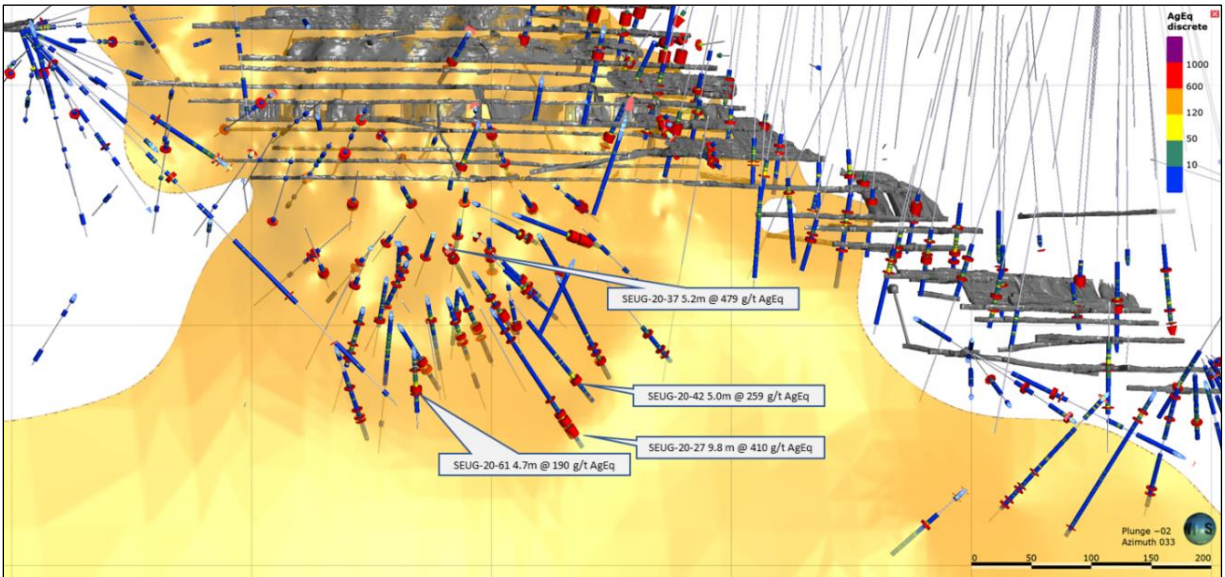 AgEq
discrete
1000
600
120
50
10
SEUG-20-37 5.2m @ 479 g/t AgEq
SEUG-20-42 5.0m @ 259 g/t AgEq
SEUG-20-27 9.8 m @ 410 g/t AgEq
SEUG-20-61 4.7m @ 190 g/t AgEq
Plunge −02
Azimuth 033
W S
0 50 100 150 200